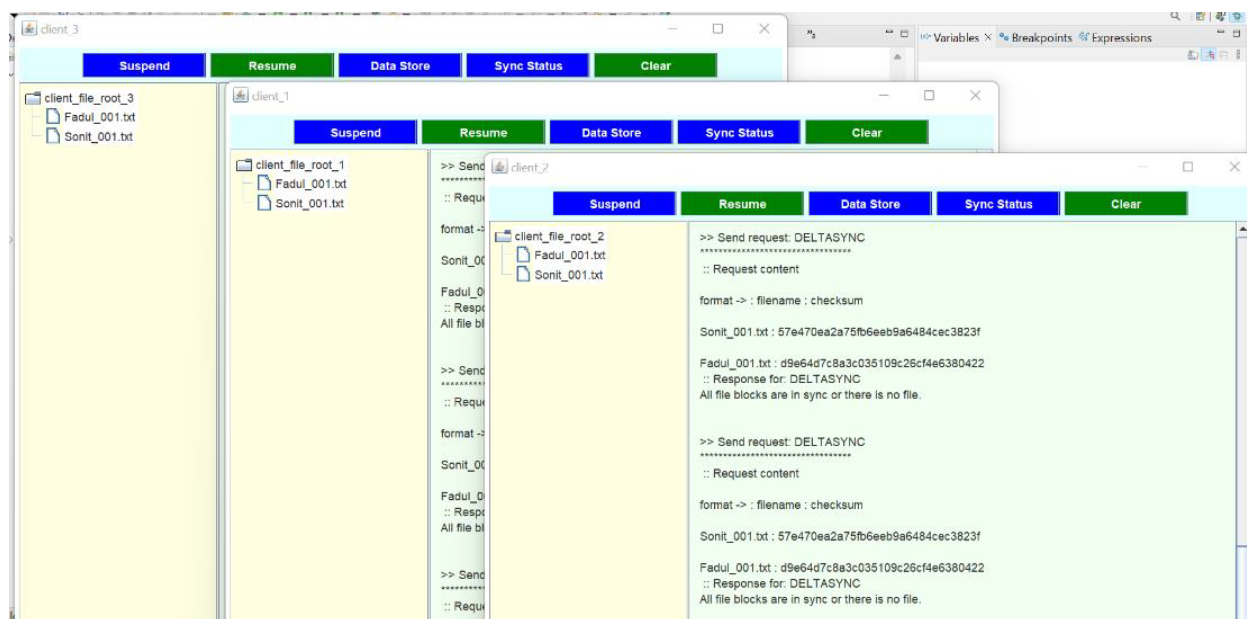 client_3
Suspend Resume Data Store Sync Status Clear
client_file_root_3
Fadul_001.txt
Sonit_001.txt
Variables Breakpoints Expressions
client_1
Suspend Resume Data Store Sync Status Clear
client_file_root_1
Fadul_001.txt
Sonit_001.txt
>> Send
**********
:: Reque
format ->
Sonit_00
Fadul_0
:: Respo
All file bl
>> Send
**********
:: Reque
format ->
Sonit_00
Fadul_0
:: Respo
All file bl
>> Send
**********
:: Reque
client_2
Suspend Resume Data Store Sync Status Clear
client_file_root_2
Fadul_001.txt
Sonit_001.txt
>> Send request: DELTASYNC
*********************************
:: Request content
format -> : filename : checksum
Sonit_001.txt : 57e470ea2a75fb6eeb9a6484cec3823f
Fadul_001.txt : d9e64d7c8a3c035109c26cf4e6380422
:: Response for: DELTASYNC
All file blocks are in sync or there is no file.
>> Send request: DELTASYNC
*********************************
:: Request content
format -> : filename : checksum
Sonit_001.txt : 57e470ea2a75fb6eeb9a6484cec3823f
Fadul_001.txt : d9e64d7c8a3c035109c26cf4e6380422
:: Response for: DELTASYNC
All file blocks are in sync or there is no file.